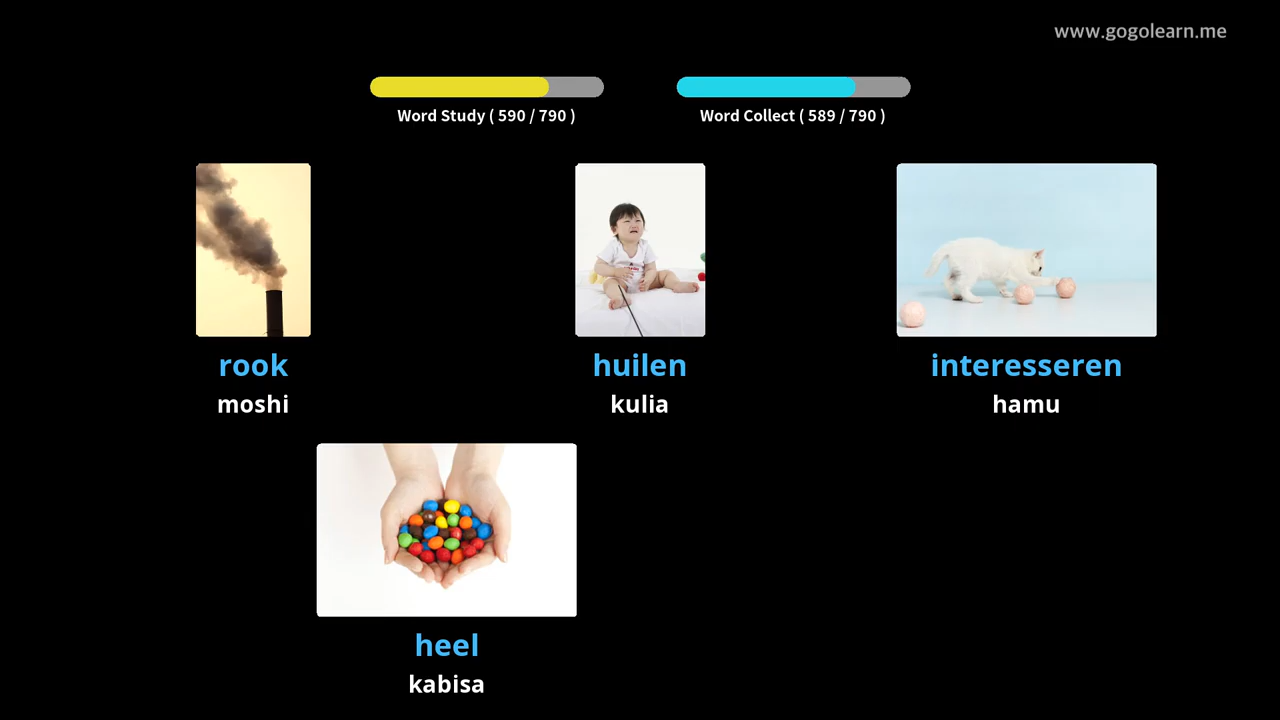 www.gogolearn.me
Word Study ( 590 / 790 )
Word Collect ( 589 / 790 )
rook
moshi
huilen
kulia
interesseren
hamu
heel
kabisa